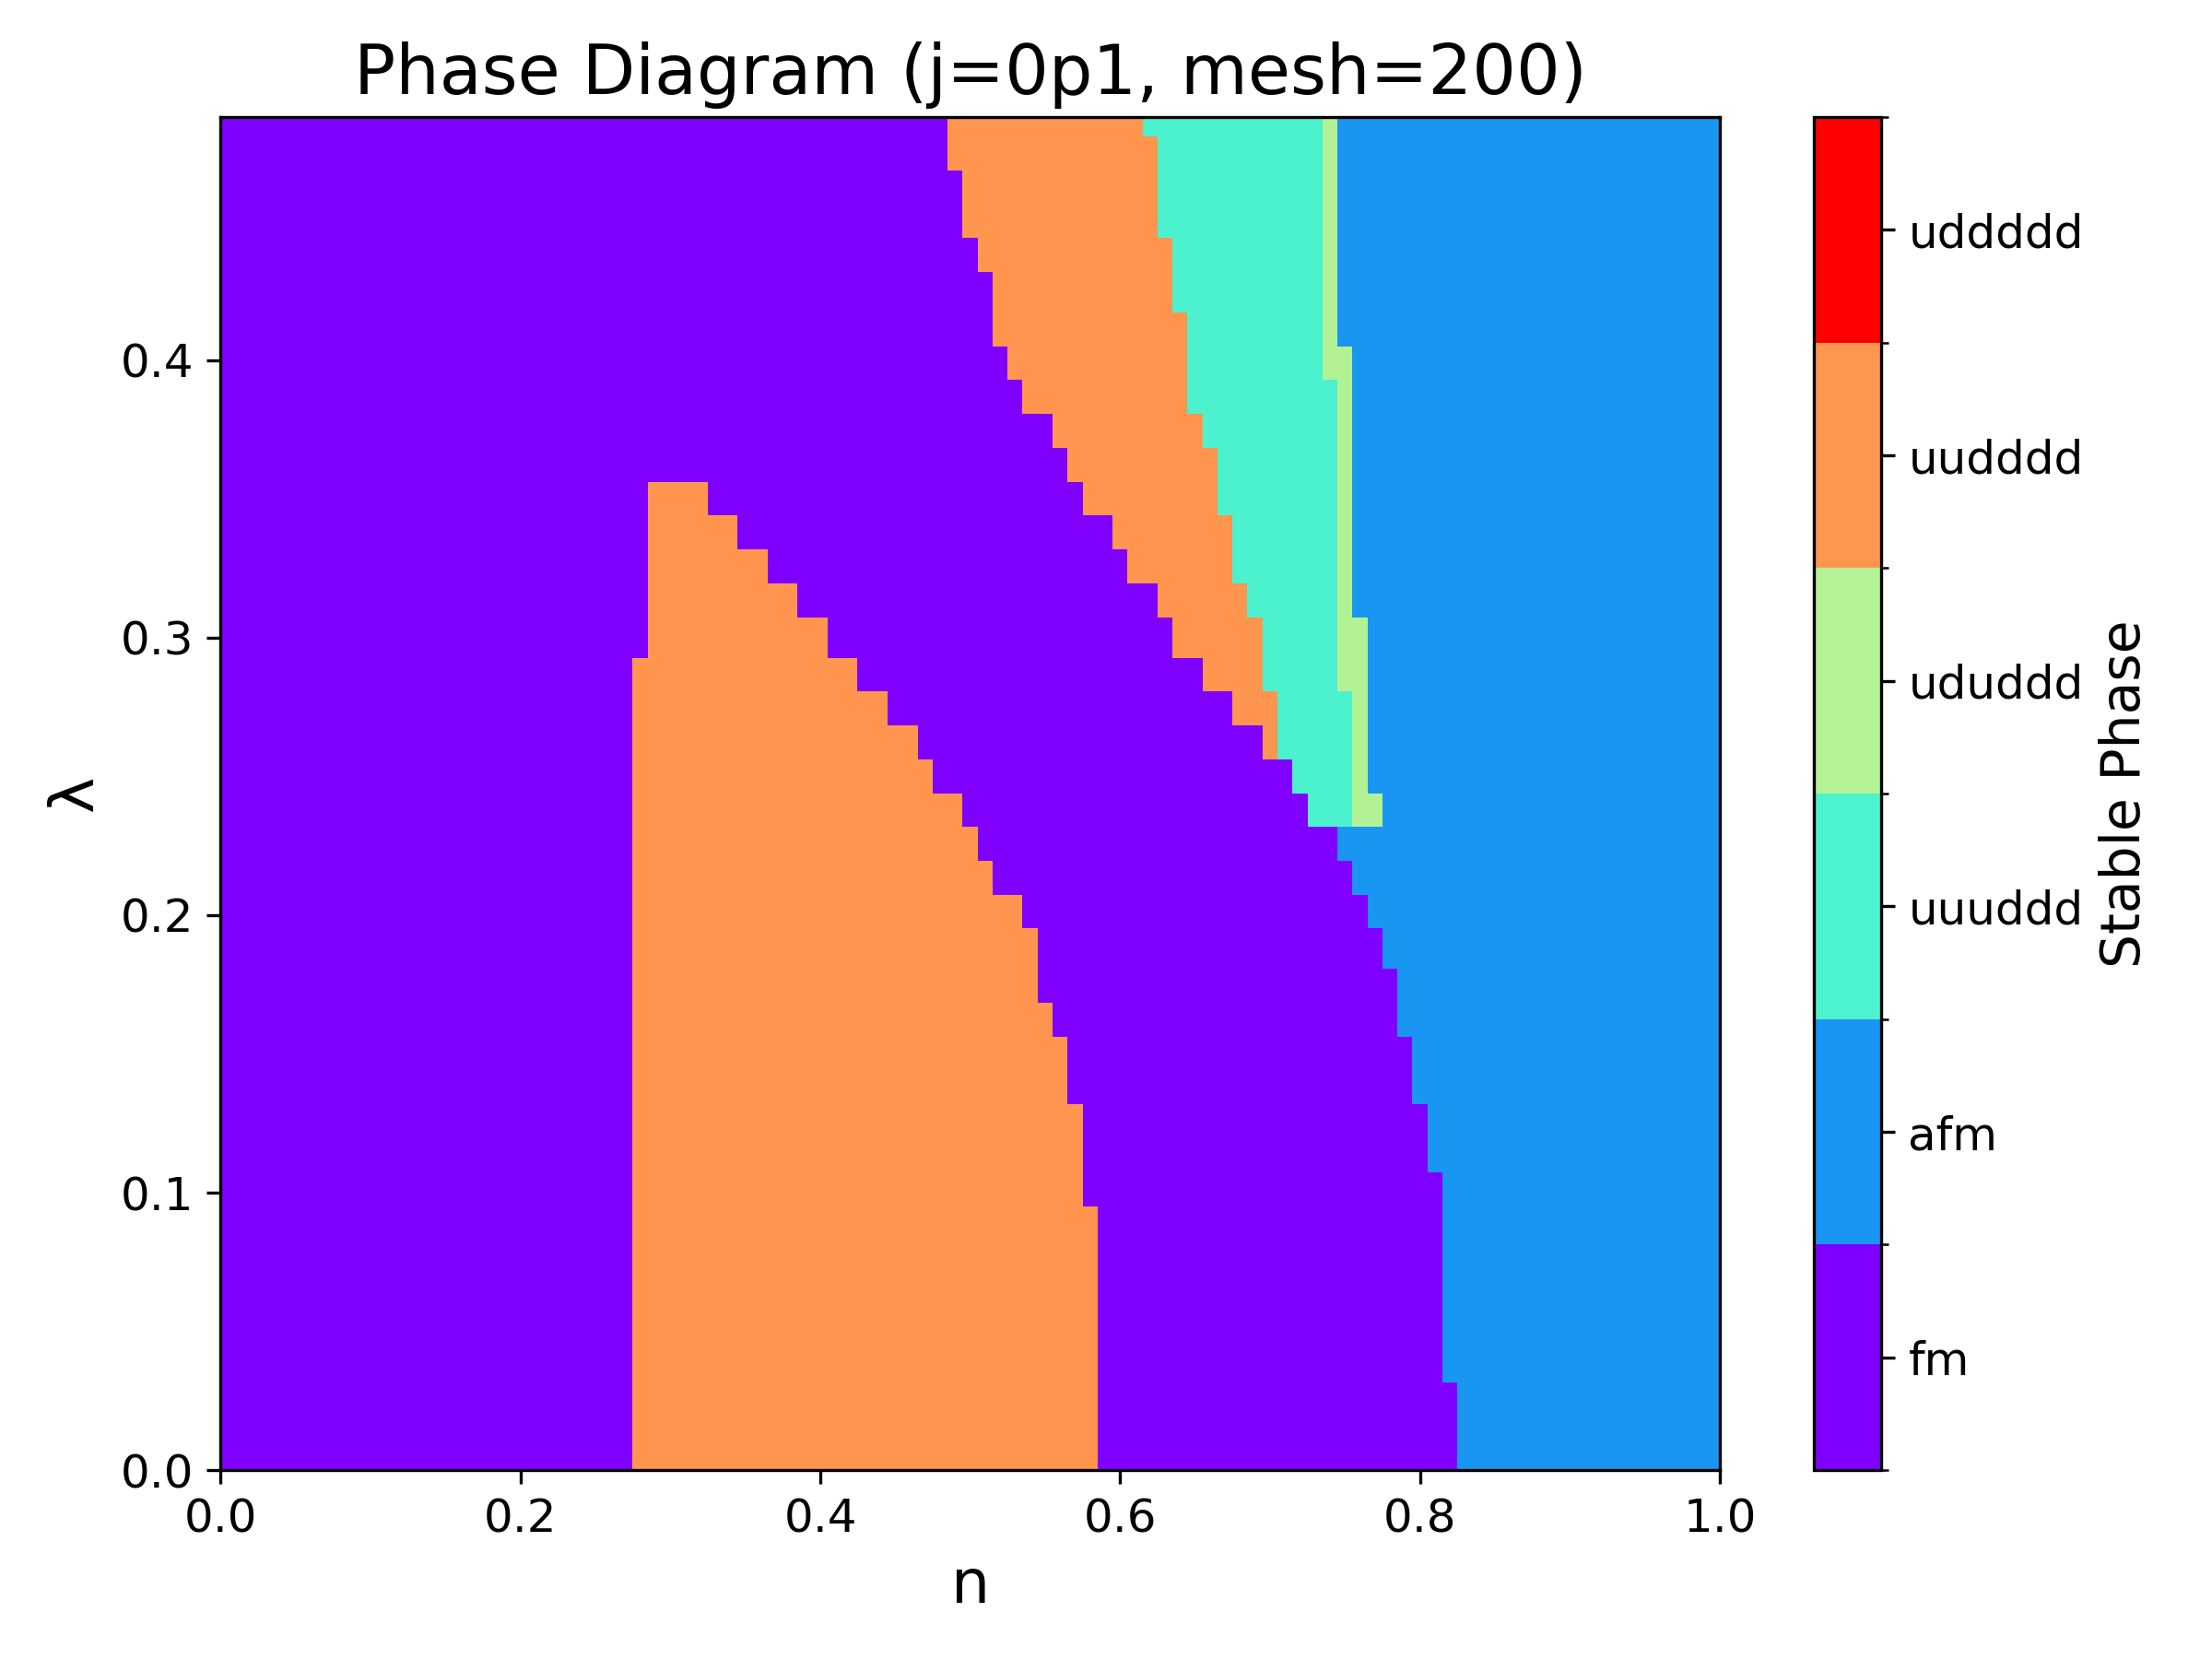 Phase Diagram (j=0p1, mesh=200)
λ
0.4
0.3
0.2
0.1
0.0
0.0 0.2 0.4 0.6 0.8 1.0
n
uddddd
uudddd
ududdd
uuuddd
afm
fm
Stable Phase